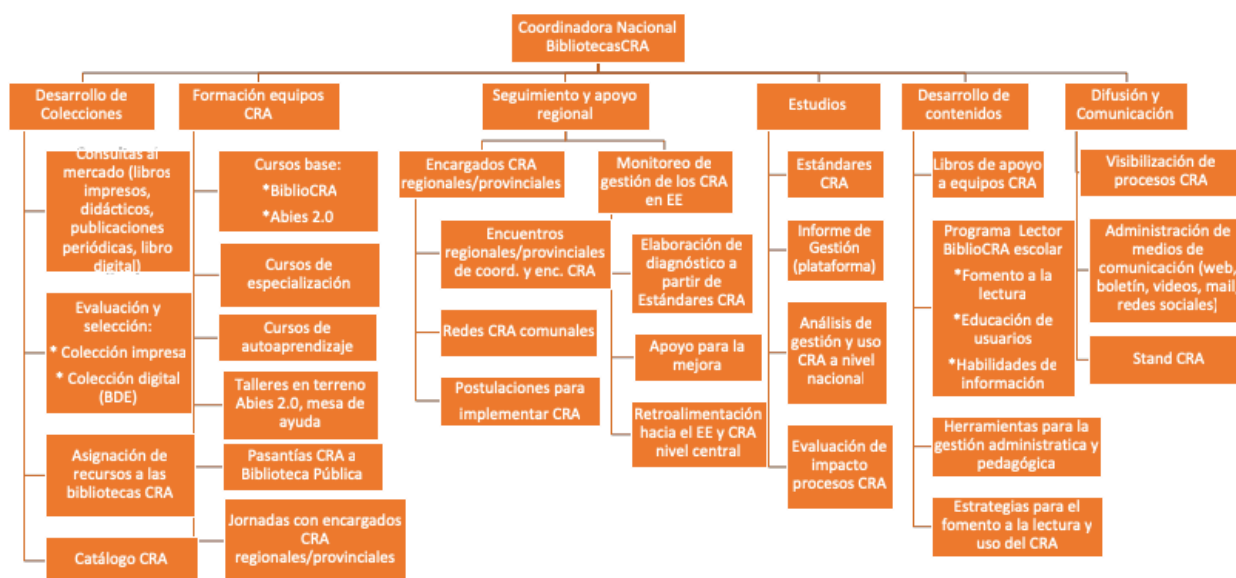 Coordinadora Nacional
BibliotecasCRA
Desarrollo de
Colecciones
Consultas al
mercado (libros
impresos,
didácticos,
publicaciones
periódicas, libro
digital)
Evaluación y
selección:
* Colección impresa
* Colección digital
(BDE)
Asignación de
recursos a las
bibliotecas CRA
Catálogo CRA
Formación equipos
CRA
Cursos base:
*BiblioCRA
*Abies 2.0
Cursos de
especialización
Cursos de
autoaprendizaje
Talleres en terreno
Abies 2.0, mesa de
ayuda
Pasantías CRA a
Biblioteca Pública
Jornadas con encargados
CRA
regionales/provinciales
Seguimiento y apoyo
regional
Encargados CRA
regionales/provinciales
Encuentros
regionales/provinciales
de coord. y enc. CRA
Redes CRA comunales
Postulaciones para
implementar CRA
Monitoreo de
gestión de los CRA
en EE
Elaboración de
diagnóstico a
partir de
Estándares CRA
Apoyo para la
mejora
Retroalimentación
hacia el EE y CRA
nivel central
Estudios
Estándares
CRA
Informe de
Gestión
(plataforma)
Análisis de
gestión y uso
CRA a nivel
nacional
Evaluación de
impacto
procesos CRA
Desarrollo de
contenidos
Libros de apoyo
a equipos CRA
Programa Lector
BiblioCRA escolar
*Fomento a la
lectura
*Educación de
usuarios
*Habilidades de
información
Herramientas para la
gestión administratica y
pedagógica
Estrategias para el
fomento a la lectura y
uso del CRA
Difusión y
Comunicación
Visibilización de
procesos CRA
Administración de
medios de
comunicación (web,
boletín, videos, mail,
redes sociales)
Stand CRA